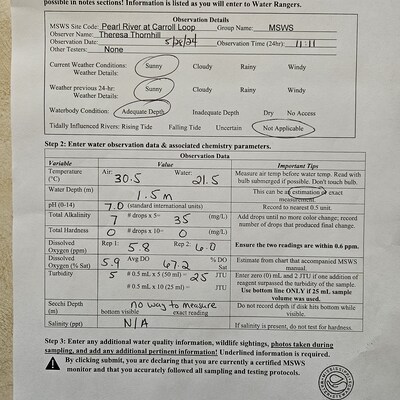 possible in notes sections! Information is listed as you will enter to Water Rangers.
Observation Details
MSWS Site Code: Pearl River at Carroll Loop Group Name: MSWS
Observer Name: Theresa Thornhill
Observation Date: 5/28/24 Observation Time (24hr): 11:11
Other Testers: None
Current Weather Conditions: Sunny Cloudy Rainy Windy
Weather Details:
Weather previous 24-hr: Sunny Cloudy Rainy Windy
Weather Details:
Waterbody Condition: Adequate Depth Inadequate Depth Dry No Access
Tidally Influenced Rivers: Rising Tide Falling Tide Uncertain Not Applicable
Step 2: Enter water observation data & associated chemistry parameters.
Observation Data
Variable Value Important Tips
Temperature (°C) Air: 30.5 Water: 21.5 Measure air temp before water temp. Read with bulb submerged if possible. Don't touch bulb.
Water Depth (m) 1.5 m This can be an estimation or exact measurement.
pH (0-14) 7.0 (standard international units) Record to nearest 0.5 unit.
Total Alkalinity 7 # drops x 5= 35 (mg/L) Add drops until no more color change; record number of drops that produced final change.
Total Hardness 0 # drops x 10= 0 (mg/L)
Dissolved Oxygen (ppm) Rep 1: 5.8 Rep 2: 6.0 Ensure the two readings are within 0.6 ppm.
Dissolved Oxygen (% Sat) 5.9 Avg DO 67.2 % DO Sat Estimate from chart that accompanied MSWS manual.
Turbidity 5 # 0.5 mL x 5 (50 ml) = 25 JTU Enter zero (0) mL and 2 JTU if one addition of reagent surpassed the turbidity of the sample.
# 0.5 mL x 10 (25 ml) = JTU Use bottom line ONLY if 25 mL sample volume was used.
Secchi Depth (m) no way to measure Do not record depth if disk hits bottom while visible.
bottom visible exact reading
Salinity (ppt) N/A If salinity is present, do not test for hardness.
Step 3: Enter any additional water quality information, wildlife sightings, photos taken during
sampling, and add any additional pertinent information! Underlined information is required.
By clicking submit, you are declaring that you are currently a certified MSWS
monitor and that you accurately followed all sampling and testing protocols.